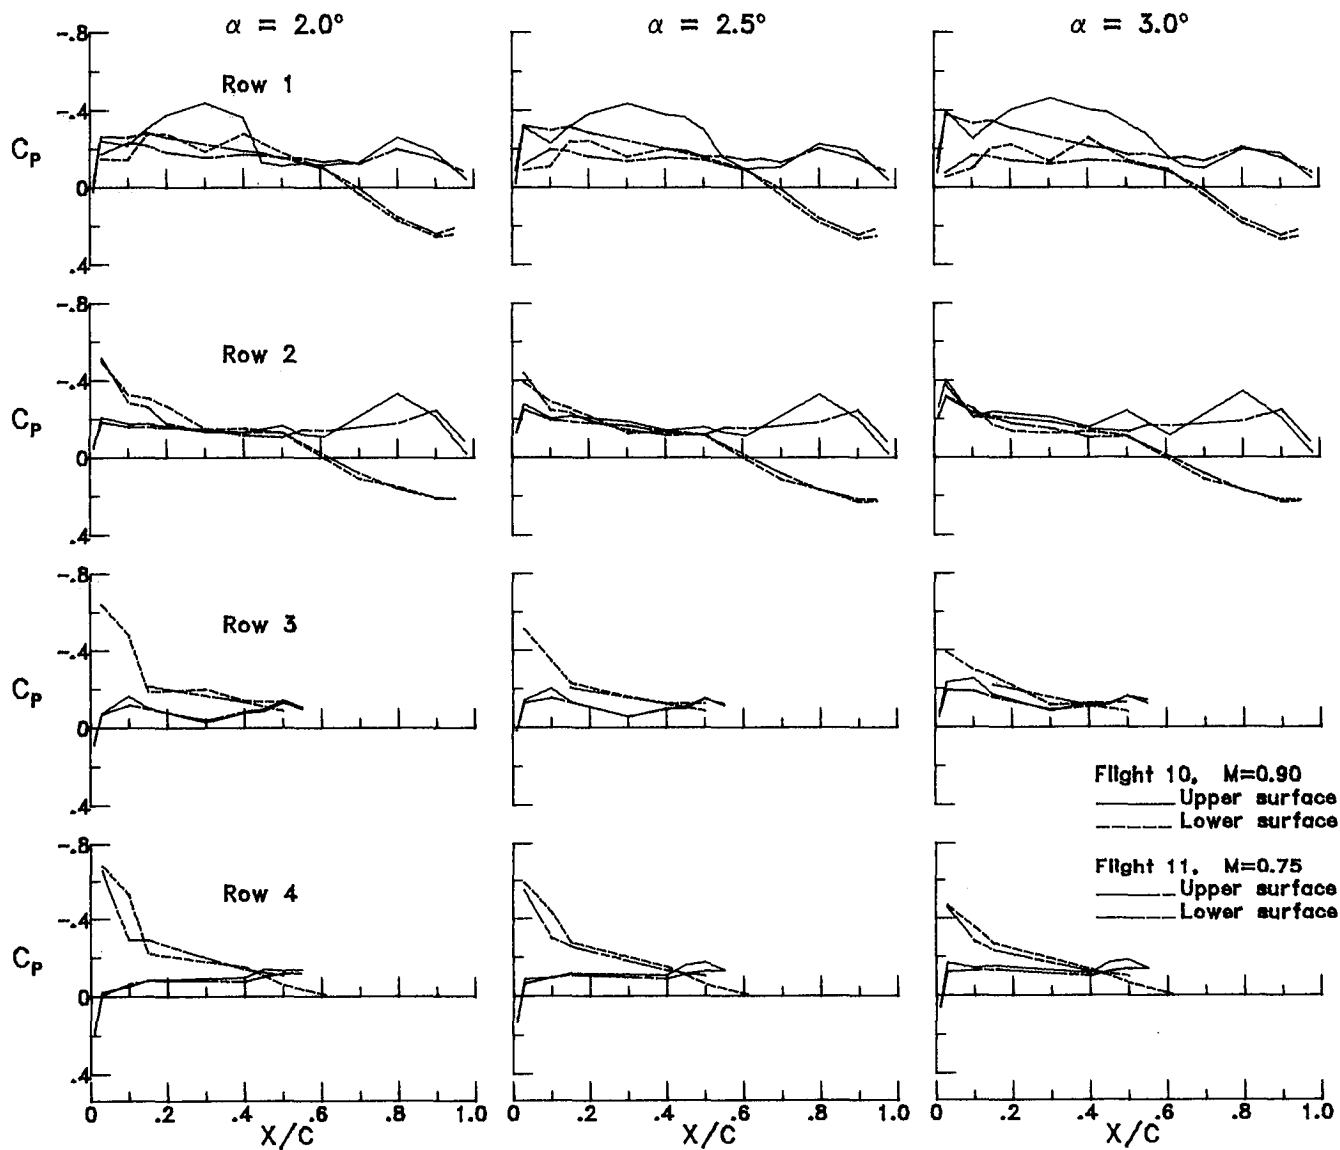 α = 2.0° α = 2.5° α = 3.0°
-.8
Row 1
-.4
Cp
0
.4
-.8
Row 2
-.4
Cp
0
.4
-.8
Row 3
-.4
Cp
0
.4
Flight 10, M=0.90
Upper surface
Lower surface
Flight 11, M=0.75
Upper surface
Lower surface
-.8
Row 4
-.4
Cp
0
.4
0 .2 .4 .6 .8 1.0
X/C
0 .2 .4 .6 .8 1.0
X/C
0 .2 .4 .6 .8 1.0
X/C